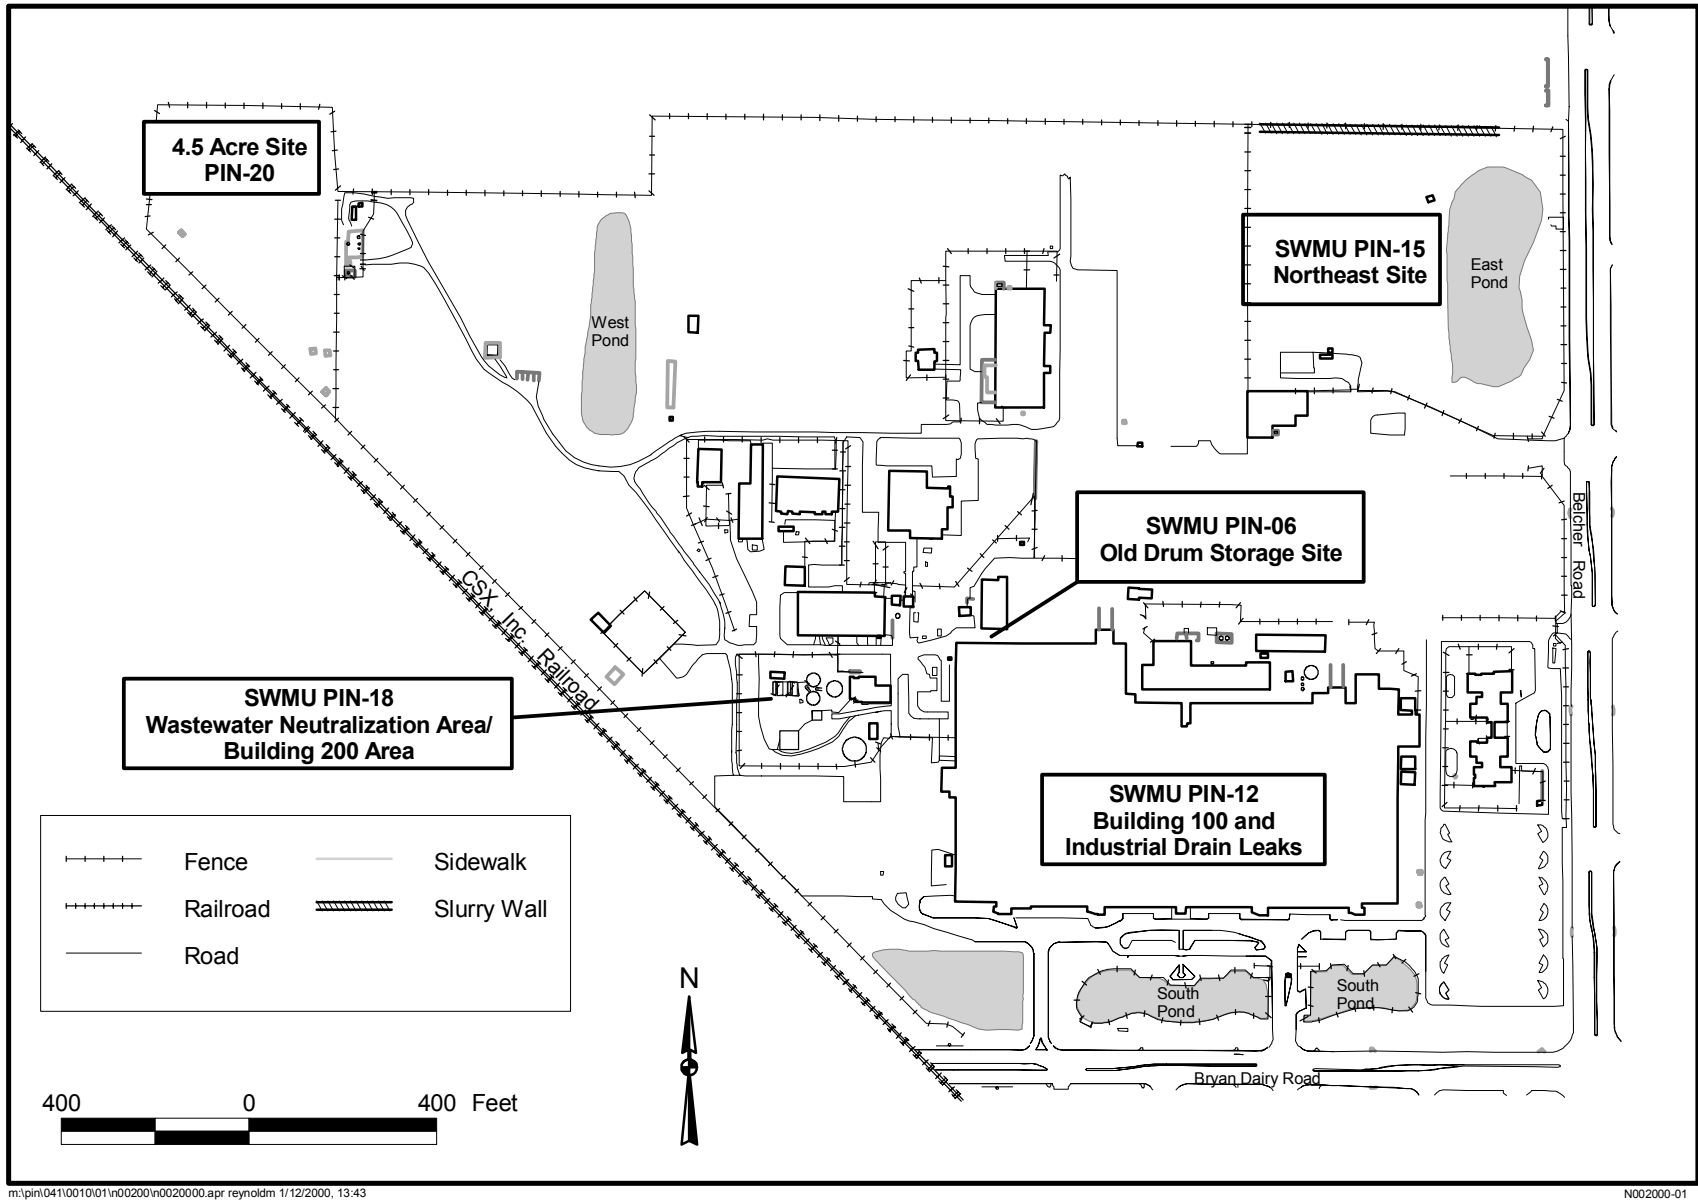 4.5 Acre Site
PIN-20
SWMU PIN-15
Northeast Site
East
Pond
West
Pond
SWMU PIN-06
Old Drum Storage Site
Belcher Road
CSX, Inc. Railroad
SWMU PIN-18
Wastewater Neutralization Area/
Building 200 Area
SWMU PIN-12
Building 100 and
Industrial Drain Leaks
Fence
Sidewalk
Railroad
Slurry Wall
Road
N
South
Pond
South
Pond
Bryan Dairy Road
400 0 400 Feet
m:\pin\041\0010\01\n00200\n0020000.apr reynoldm 1/12/2000, 13:43
N002000-01